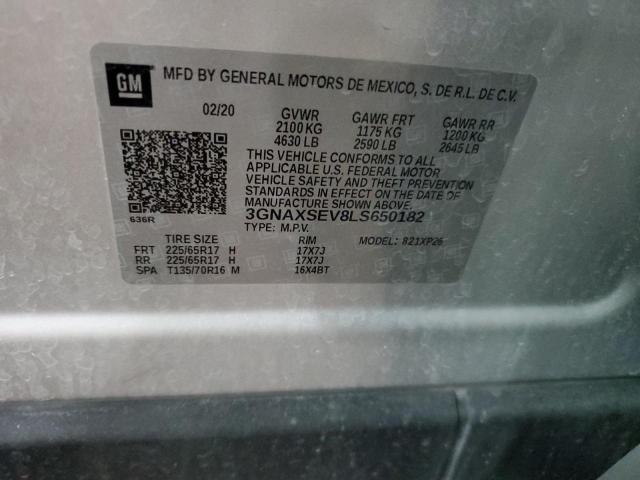 GM MFD BY GENERAL MOTORS DE MEXICO, S. DE R.L. DE C.V.
02/20 GVWR GAWR FRT GAWR RR
2100 KG 1175 KG 1200 KG
4630 LB 2590 LB 2645 LB
THIS VEHICLE CONFORMS TO ALL
APPLICABLE U.S. FEDERAL MOTOR
VEHICLE SAFETY AND THEFT PREVENTION
STANDARDS IN EFFECT ON THE DATE OF
MANUFACTURE SHOWN ABOVE.
636R 3GNAXSEV8LS650182
TYPE: M.P.V.
TIRE SIZE RIM MODEL: 821XP26
FRT 225/65R17 H 17X7J
RR 225/65R17 H 17X7J
SPA T135/70R16 M 16X4BT